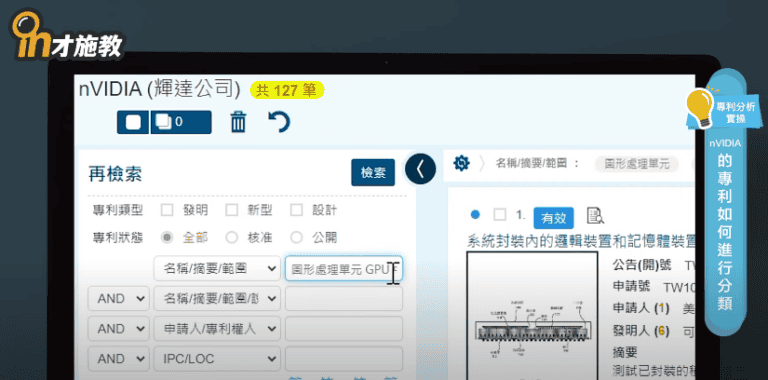 in才施教
nVIDIA (輝達公司) 共 127 筆
0
再檢索
檢索
專利類型 發明 新型 設計
專利狀態 全部 核准 公開
名稱/摘要/範圍 圖形處理單元 GPU
AND 名稱/摘要/範圍/
AND 申請人/專利權人
AND IPC/LOC
名稱/摘要/範圍 : 圖形處理單元
1. 有效
系統封裝內的邏輯裝置和記憶體裝置
公告(開)號 TW
申請號 TW10
申請人 (1) 美
發明人 (6) 可
摘要
測試已封裝的積
專利分析
實操
nVIDIA
的專利如何進行分類